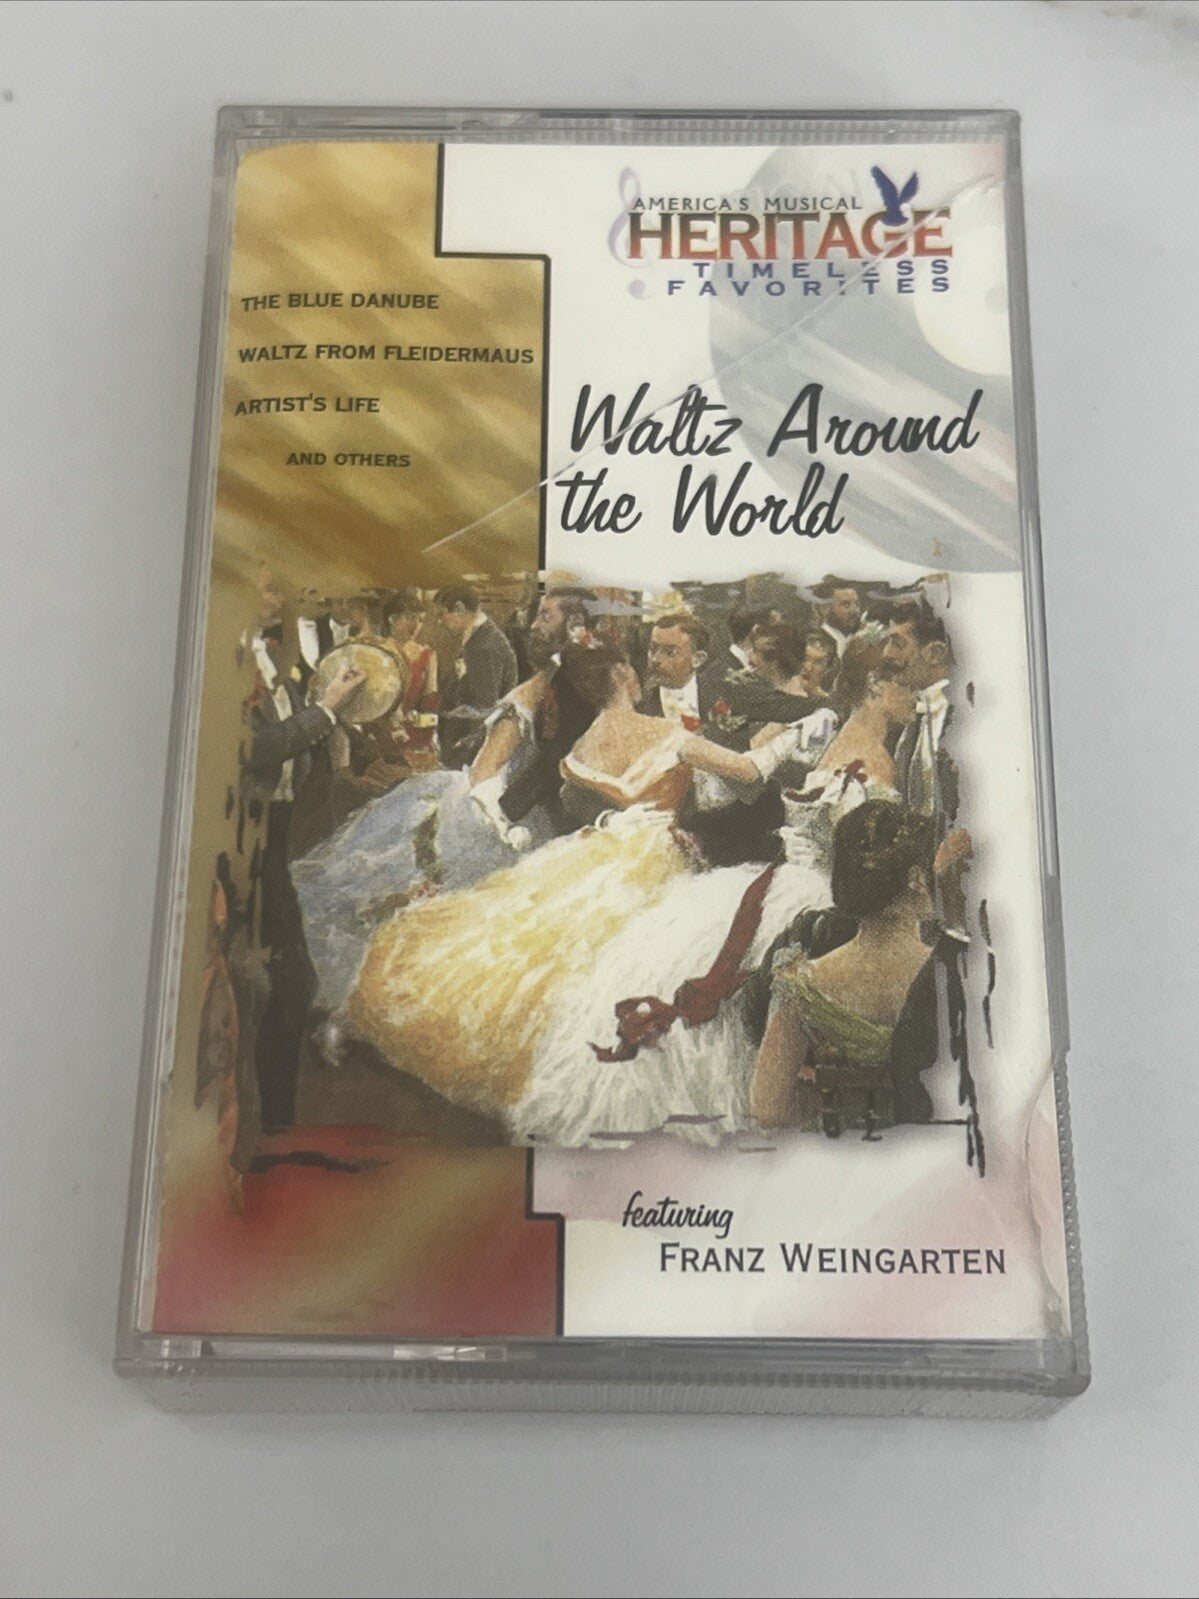 AMERICA'S MUSICAL
HERITAGE
TIMELESS
FAVORITES
THE BLUE DANUBE
WALTZ FROM FLEIDERMAUS
ARTIST'S LIFE
AND OTHERS
Waltz Around
the World
featuring
FRANZ WEINGARTEN